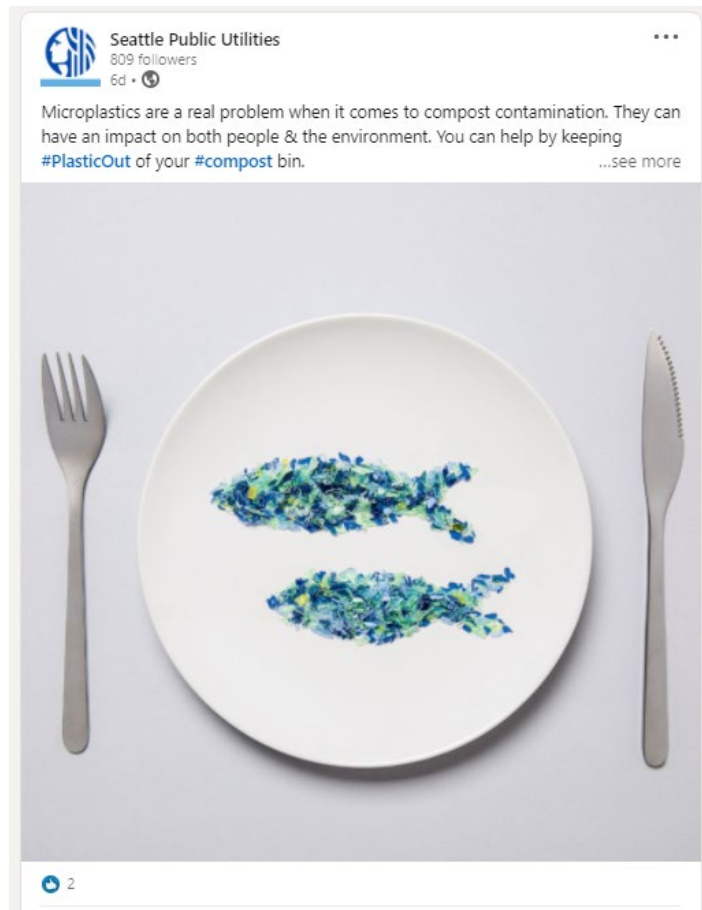 Seattle Public Utilities
809 followers
6d •
Microplastics are a real problem when it comes to compost contamination. They can
have an impact on both people & the environment. You can help by keeping
#PlasticOut of your #compost bin. ...see more
2